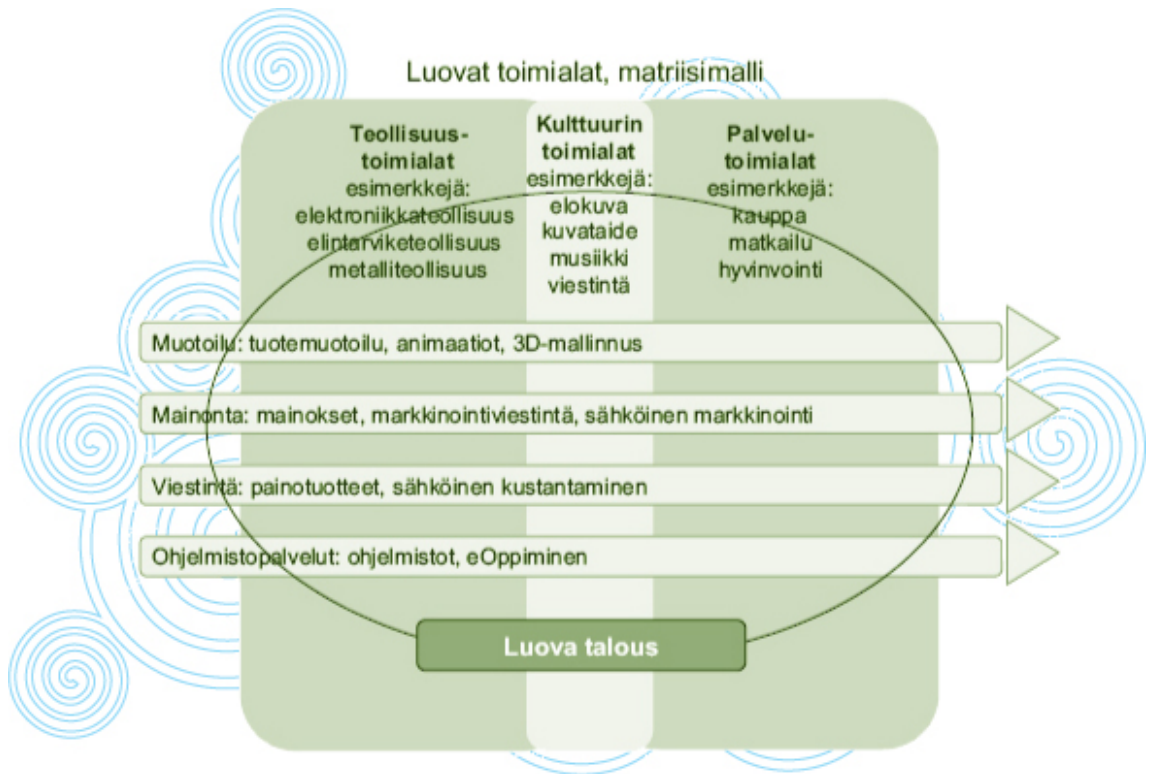 Luovat toimialat, matriisimalli
Teollisuus-
toimialat
esimerkkejä:
elektroniikkateollisuus
elintarviketeollisuus
metalliteollisuus
Kulttuurin
toimialat
esimerkkejä:
elokuva
kuvataide
musiikki
viestintä
Palvelu-
toimialat
esimerkkejä:
kauppa
matkailu
hyvinvointi
Muotoilu: tuotemuotoilu, animaatiot, 3D-mallinnus
Mainonta: mainokset, markkinointiviestintä, sähköinen markkinointi
Viestintä: painotuotteet, sähköinen kustantaminen
Ohjelmistopalvelut: ohjelmistot, eOppiminen
Luova talous